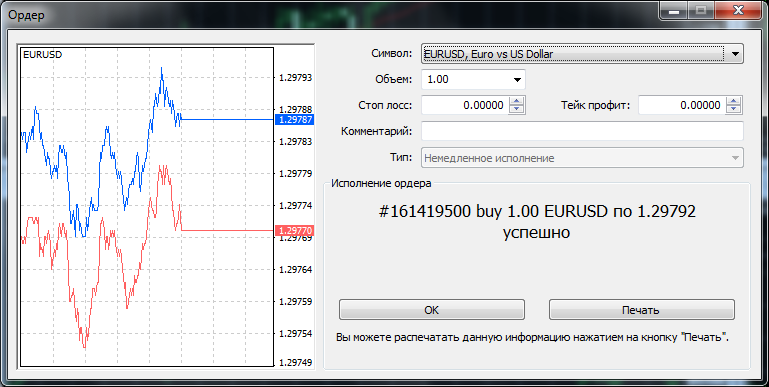 Ордер
EURUSD
1.29793
1.29788
1.29787
1.29783
1.29779
1.29774
1.29770
1.29769
1.29764
1.29759
1.29754
1.29749
Символ: EURUSD, Euro vs US Dollar
Объем: 1.00
Стоп лосс: 0.00000 Тейк профит: 0.00000
Комментарий:
Тип: Немедленное исполнение
Исполнение ордера
#161419500 buy 1.00 EURUSD по 1.29792
успешно
OK Печать
Вы можете распечатать данную информацию нажатием на кнопку "Печать".